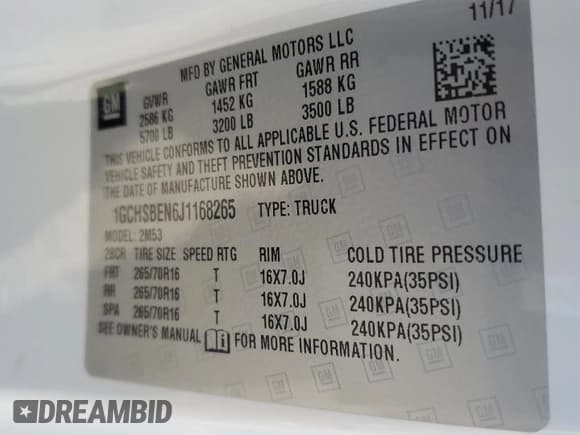 11/17
MFD BY GENERAL MOTORS LLC
GM
GVWR GAWR FRT GAWR RR
2586 KG 1452 KG 1588 KG
5700 LB 3200 LB 3500 LB
THIS VEHICLE CONFORMS TO ALL APPLICABLE U.S. FEDERAL MOTOR
VEHICLE SAFETY AND THEFT PREVENTION STANDARDS IN EFFECT ON
THE DATE OF MANUFACTURE SHOWN ABOVE.
1GCHSBEN6J1168265 TYPE: TRUCK
MODEL: 2M53
2BCR TIRE SIZE SPEED RTG RIM COLD TIRE PRESSURE
FRT 265/70R16 T 16X7.0J 240KPA(35PSI)
RR 265/70R16 T 16X7.0J 240KPA(35PSI)
SPA 265/70R16 T 16X7.0J 240KPA(35PSI)
SEE OWNER'S MANUAL FOR MORE INFORMATION.
DREAMBID